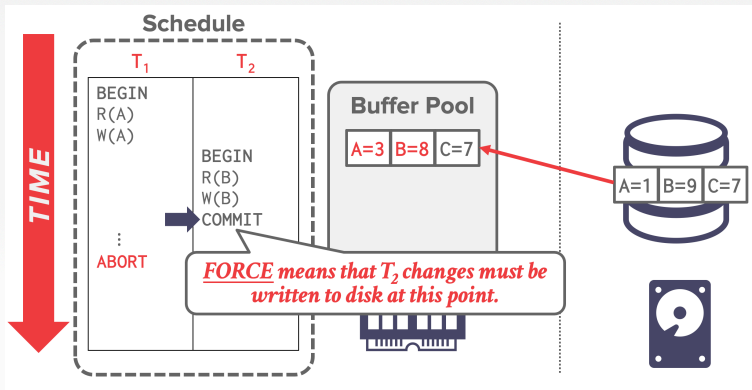 Schedule
TIME
T1 T2
BEGIN
R(A)
W(A)
⋮
ABORT
BEGIN
R(B)
W(B)
COMMIT
Buffer Pool
A=3 B=8 C=7
A=1 B=9 C=7
FORCE means that T2 changes must be
written to disk at this point.